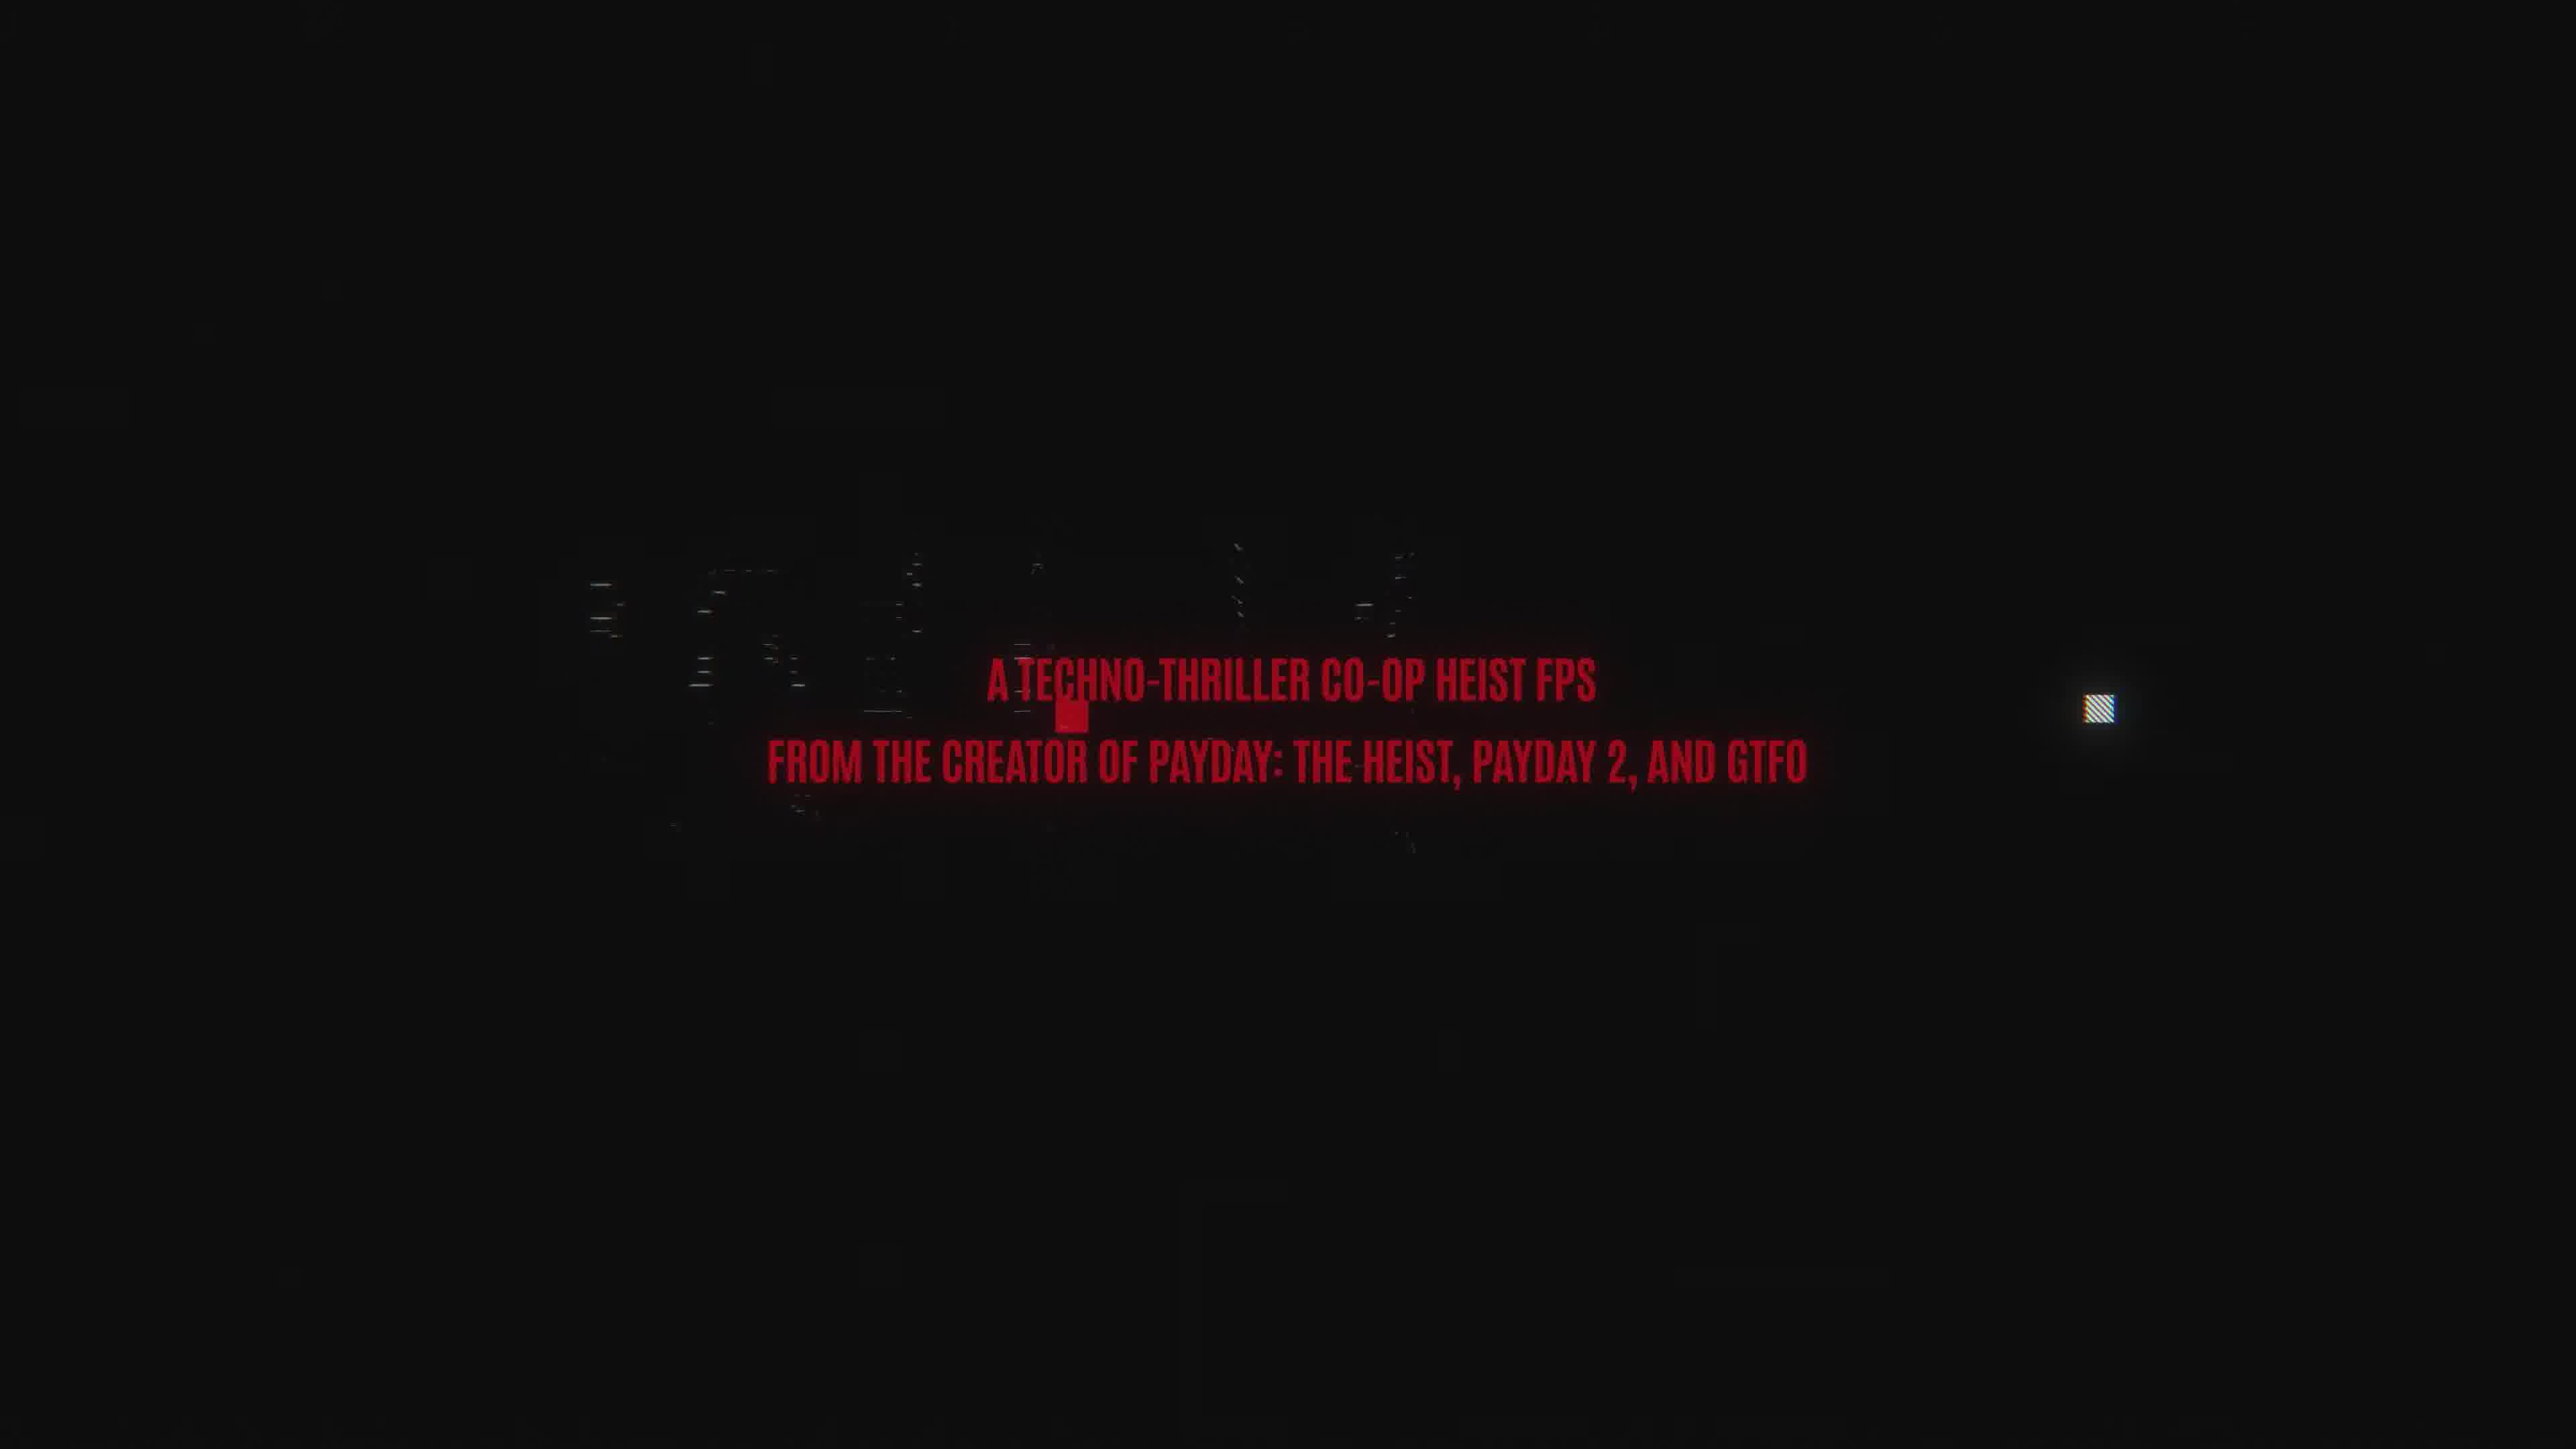 A TECHNO-THRILLER CO-OP HEIST FPS
FROM THE CREATOR OF PAYDAY: THE HEIST, PAYDAY 2, AND GTFO